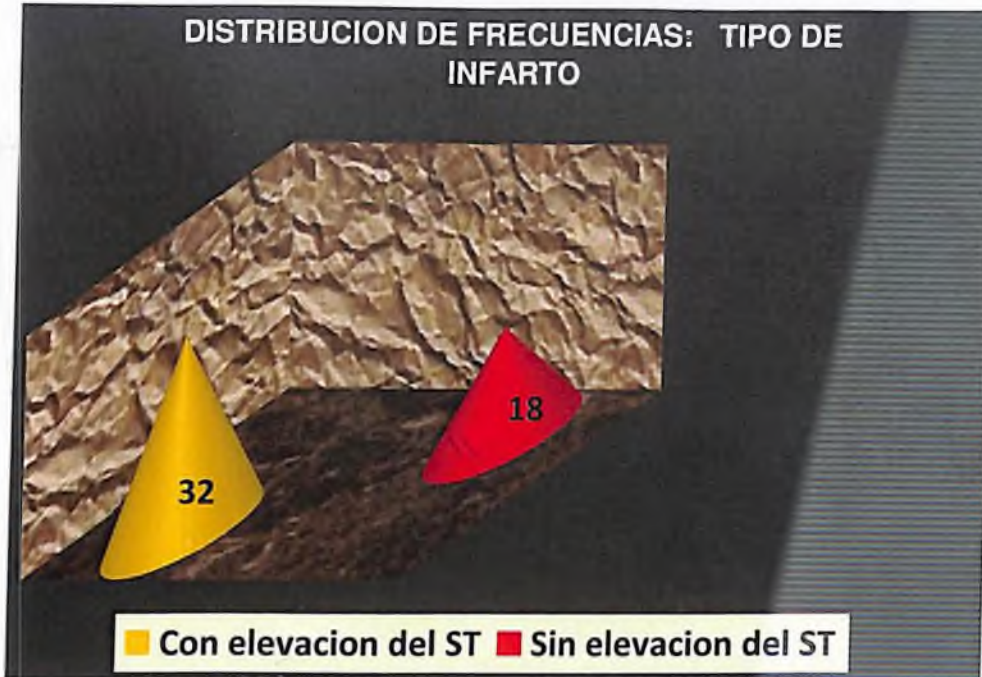 DISTRIBUCION DE FRECUENCIAS: TIPO DE
INFARTO
18
32
Con elevacion del ST Sin elevacion del ST